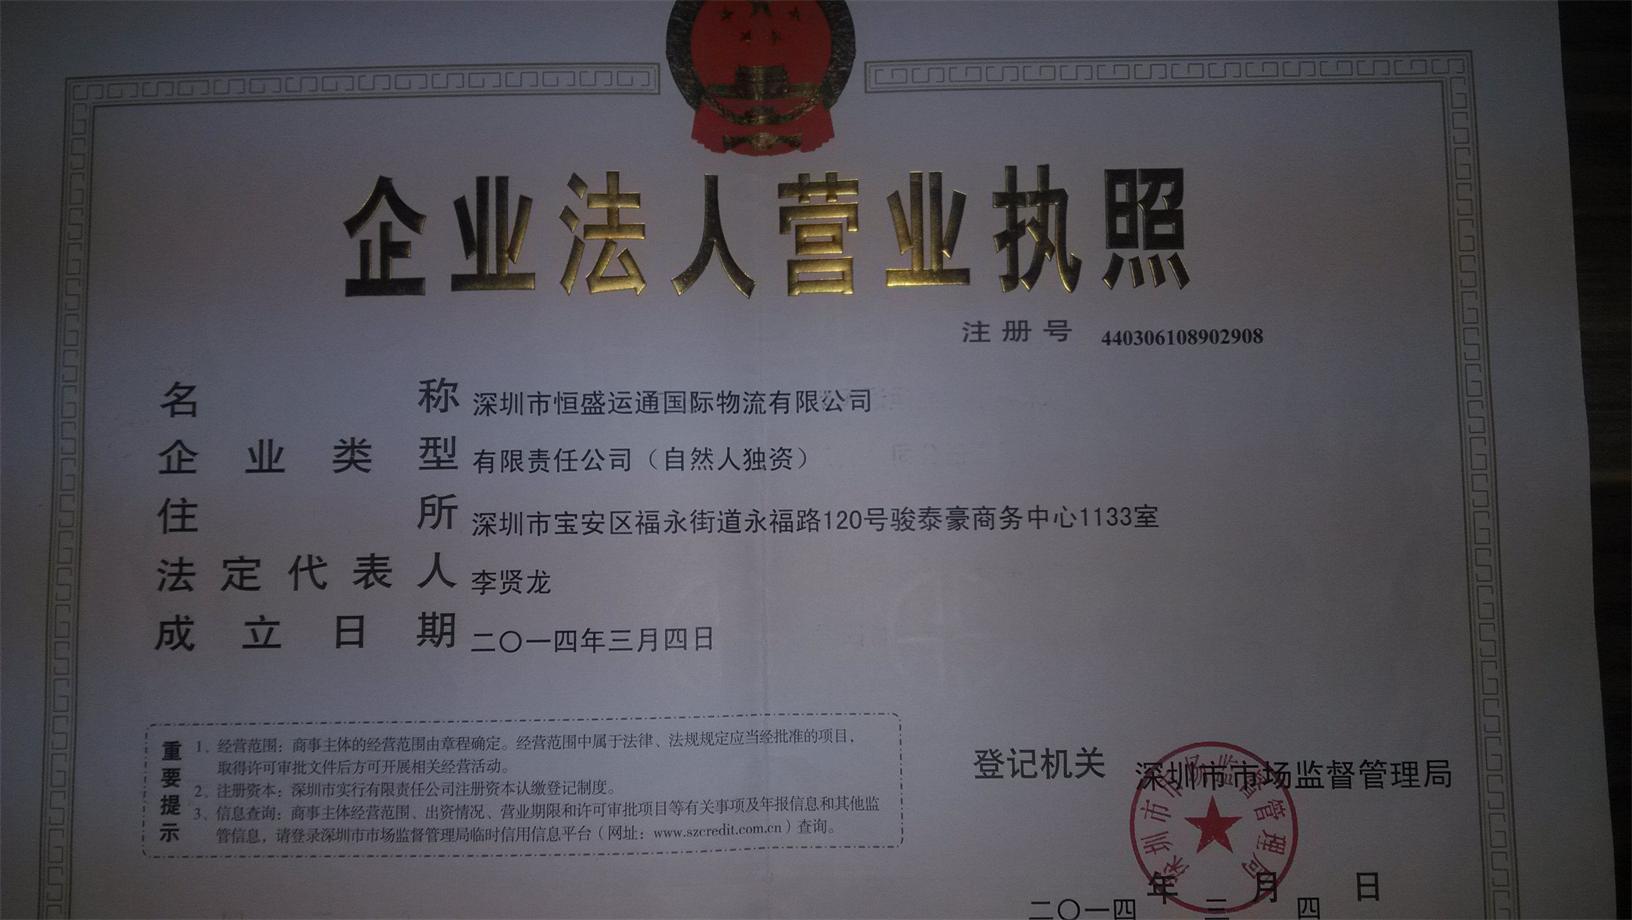 企业法人营业执照
注册号 440306108902908
名称 深圳市恒盛运通国际物流有限公司
企业类型 有限责任公司（自然人独资）
住所 深圳市宝安区福永街道永福路120号骏泰豪商务中心1133室
法定代表人 李贤龙
成立日期 二〇一四年三月四日
重要提示
1、经营范围：商事主体的经营范围由章程确定。经营范围中属于法律、法规规定应当经批准的项目，
取得许可审批文件后方可开展相关经营活动。
2、注册资本：深圳市实行有限责任公司注册资本认缴登记制度。
3、信息查询：商事主体经营范围、出资情况、营业期限和许可审批项目等有关事项及年报信息和其他监
管信息，请登录深圳市市场监督管理局临时信用信息平台（网址：www.szcredit.com.cn）查询。
登记机关 深圳市市场监督管理局
深圳市市场监督管理局
二〇一四年三月四日